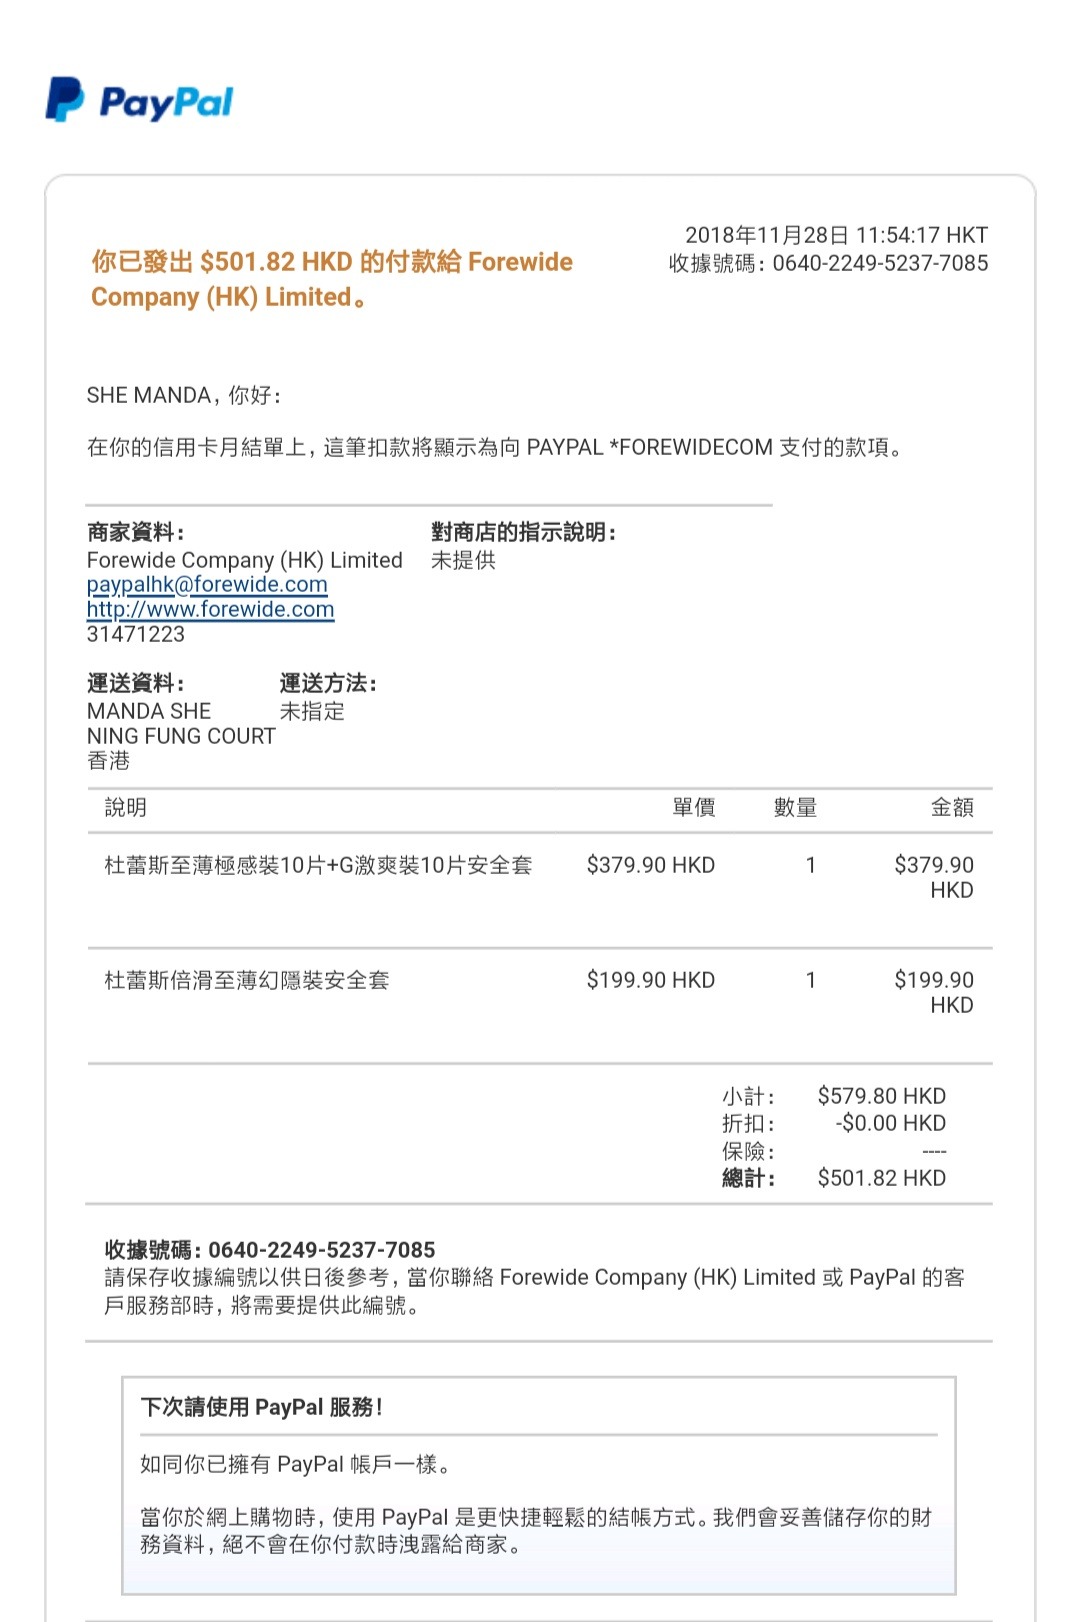 PayPal
2018年11月28日 11:54:17 HKT
收據號碼：0640-2249-5237-7085
你已發出 $501.82 HKD 的付款給 Forewide
Company (HK) Limited。
SHE MANDA，你好：
在你的信用卡月結單上，這筆扣款將顯示為向 PAYPAL *FOREWIDECOM 支付的款項。
商家資料： 對商店的指示說明：
Forewide Company (HK) Limited 未提供
paypalhk@forewide.com
http://www.forewide.com
31471223
運送資料： 運送方法：
MANDA SHE 未指定
NING FUNG COURT
香港
說明 單價 數量 金額
杜蕾斯至薄極感裝10片+G激爽裝10片安全套 $379.90 HKD 1 $379.90
HKD
杜蕾斯倍滑至薄幻隱裝安全套 $199.90 HKD 1 $199.90
HKD
小計： $579.80 HKD
折扣： -$0.00 HKD
保險： ----
總計： $501.82 HKD
收據號碼：0640-2249-5237-7085
請保存收據編號以供日後參考，當你聯絡 Forewide Company (HK) Limited 或 PayPal 的客
戶服務部時，將需要提供此編號。
下次請使用 PayPal 服務！
如同你已擁有 PayPal 帳戶一樣。
當你於網上購物時，使用 PayPal 是更快捷輕鬆的結帳方式。我們會妥善儲存你的財
務資料，絕不會在你付款時洩露給商家。